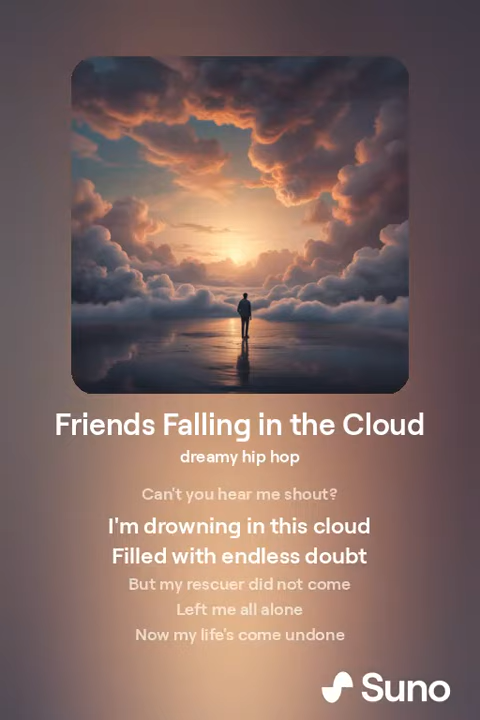 Friends Falling in the Cloud
dreamy hip hop
Can't you hear me shout?
I'm drowning in this cloud
Filled with endless doubt
But my rescuer did not come
Left me all alone
Now my life's come undone
Suno